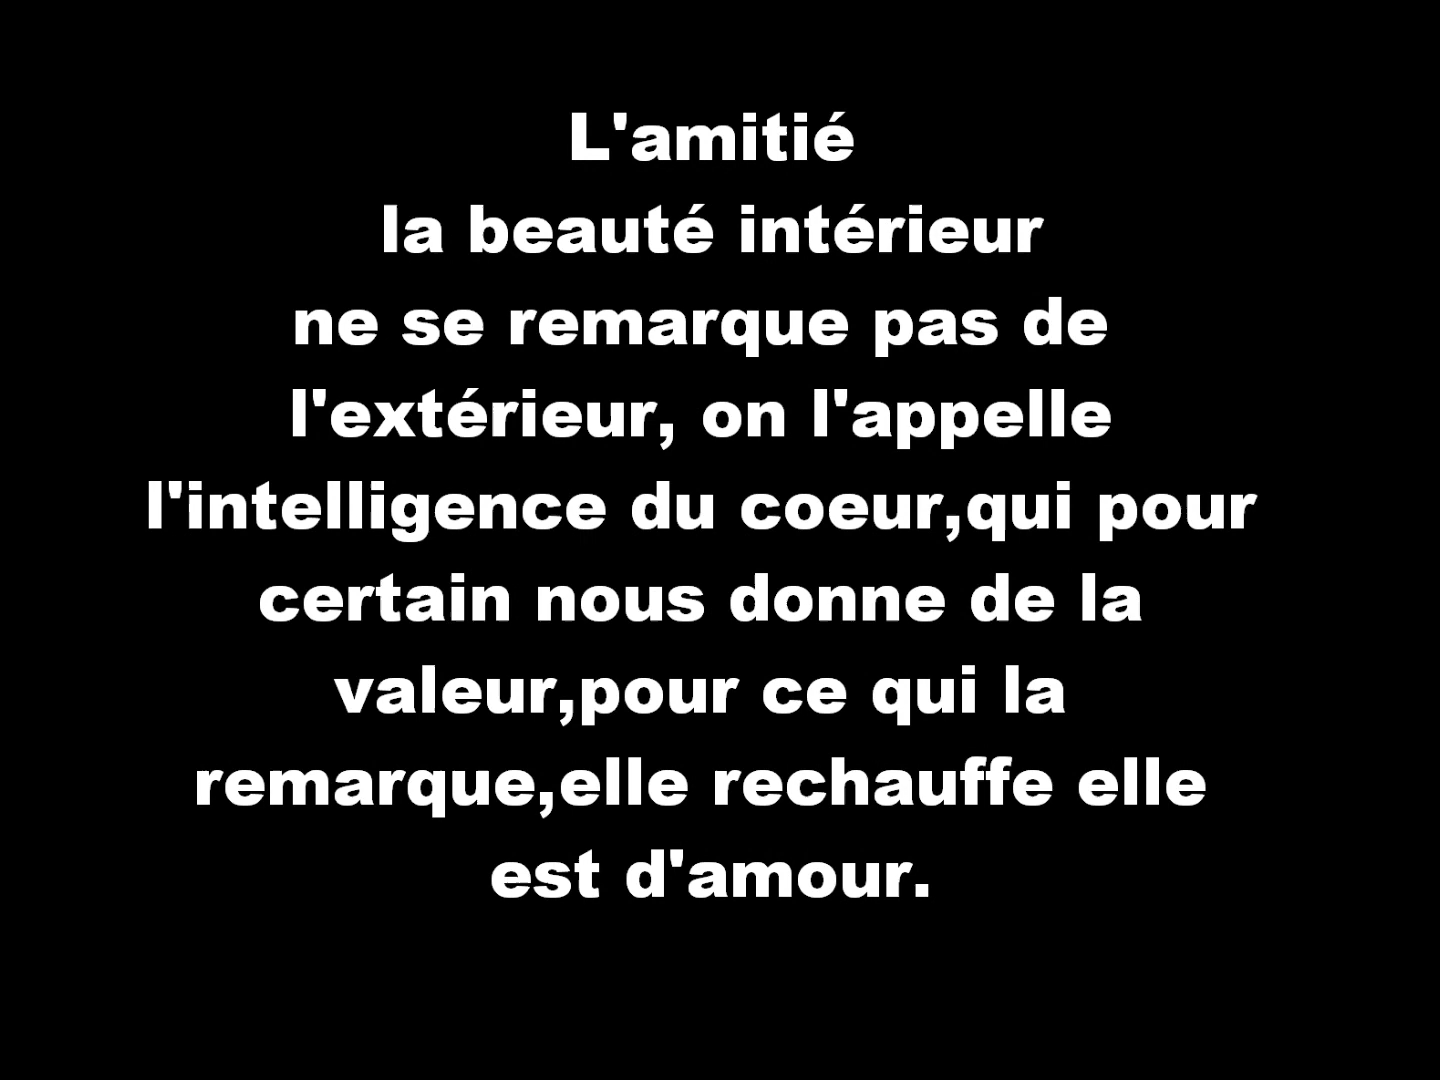 L'amitié
la beauté intérieur
ne se remarque pas de
l'extérieur, on l'appelle
l'intelligence du coeur,qui pour
certain nous donne de la
valeur,pour ce qui la
remarque,elle rechauffe elle
est d'amour.